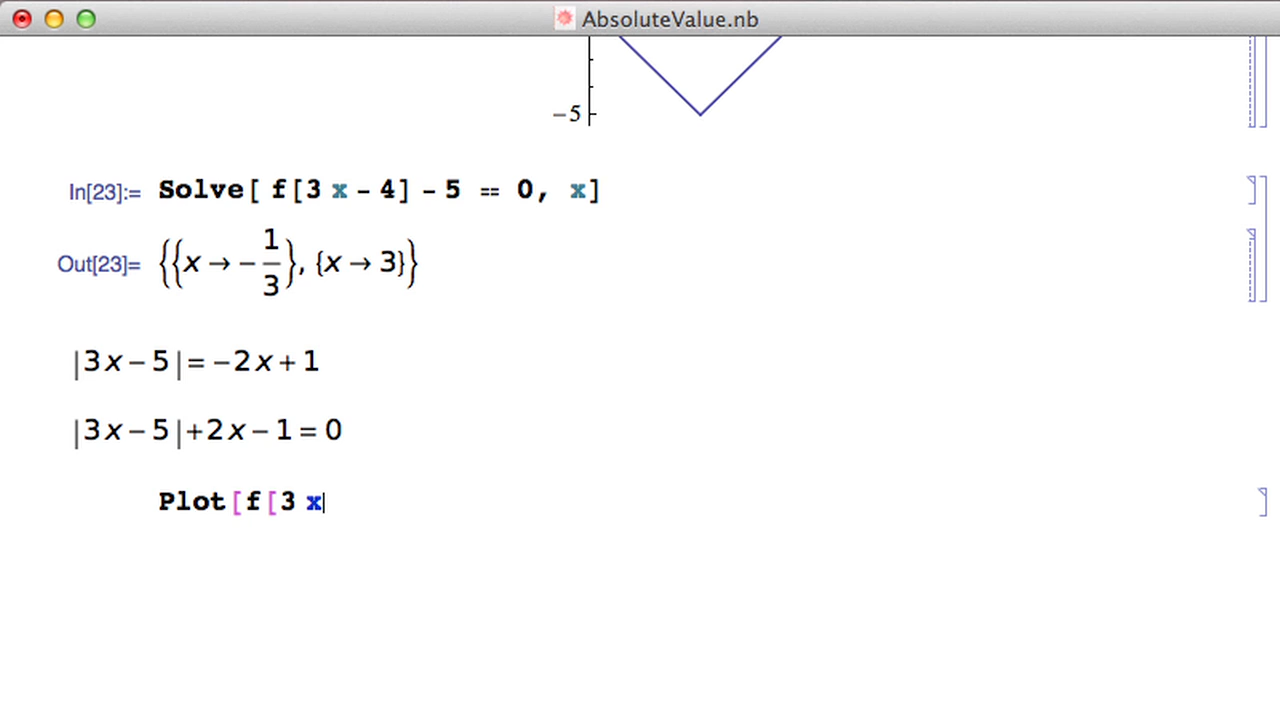 AbsoluteValue.nb
−5
In[23]:= Solve[ f[3 x − 4] − 5 == 0, x]
Out[23]= {{x → −1/3}, {x → 3}}
|3x − 5| = −2x + 1
|3x − 5| + 2x − 1 = 0
Plot[f[3 x